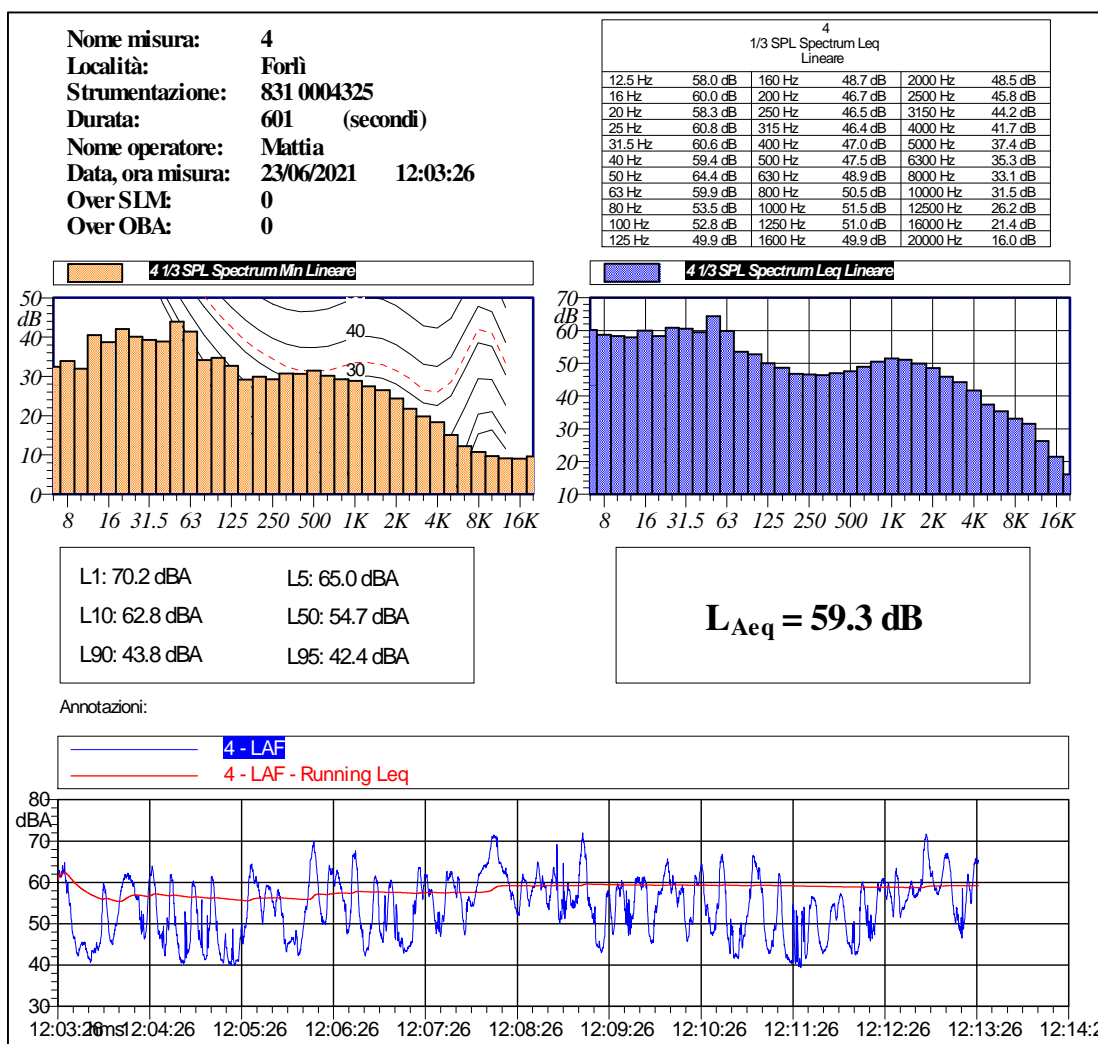 Nome misura: 4
Località: Forlì
Strumentazione: 831 0004325
Durata: 601 (secondi)
Nome operatore: Mattia
Data, ora misura: 23/06/2021 12:03:26
Over SLM: 0
Over OBA: 0
4
1/3 SPL Spectrum Leq
Lineare
12.5 Hz 58.0 dB 160 Hz 48.7 dB 2000 Hz 48.5 dB
16 Hz 60.0 dB 200 Hz 46.7 dB 2500 Hz 45.8 dB
20 Hz 58.3 dB 250 Hz 46.5 dB 3150 Hz 44.2 dB
25 Hz 60.8 dB 315 Hz 46.4 dB 4000 Hz 41.7 dB
31.5 Hz 60.6 dB 400 Hz 47.0 dB 5000 Hz 37.4 dB
40 Hz 59.4 dB 500 Hz 47.5 dB 6300 Hz 35.3 dB
50 Hz 64.4 dB 630 Hz 48.9 dB 8000 Hz 33.1 dB
63 Hz 59.9 dB 800 Hz 50.5 dB 10000 Hz 31.5 dB
80 Hz 53.5 dB 1000 Hz 51.5 dB 12500 Hz 26.2 dB
100 Hz 52.8 dB 1250 Hz 51.0 dB 16000 Hz 21.4 dB
125 Hz 49.9 dB 1600 Hz 49.9 dB 20000 Hz 16.0 dB
4 1/3 SPL Spectrum Min Lineare
50
dB
40
30
20
10
0
40
30
8 16 31.5 63 125 250 500 1K 2K 4K 8K 16K
4 1/3 SPL Spectrum Leq Lineare
70
dB
60
50
40
30
20
10
8 16 31.5 63 125 250 500 1K 2K 4K 8K 16K
L1: 70.2 dBA L5: 65.0 dBA
L10: 62.8 dBA L50: 54.7 dBA
L90: 43.8 dBA L95: 42.4 dBA
LAeq = 59.3 dB
Annotazioni:
4 - LAF
4 - LAF - Running Leq
80
dBA
70
60
50
40
30
12:03:26 hms 12:04:26 12:05:26 12:06:26 12:07:26 12:08:26 12:09:26 12:10:26 12:11:26 12:12:26 12:13:26 12:14:2